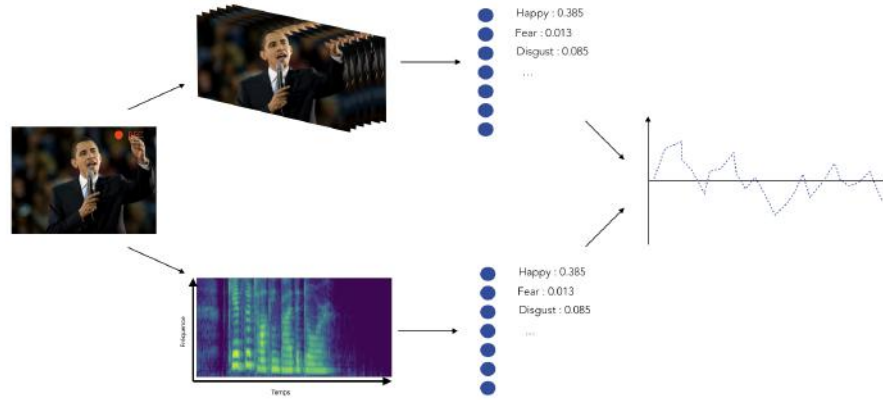 Happy : 0.385
Fear : 0.013
Disgust : 0.085
...
Happy : 0.385
Fear : 0.013
Disgust : 0.085
...
Fréquence
Temps